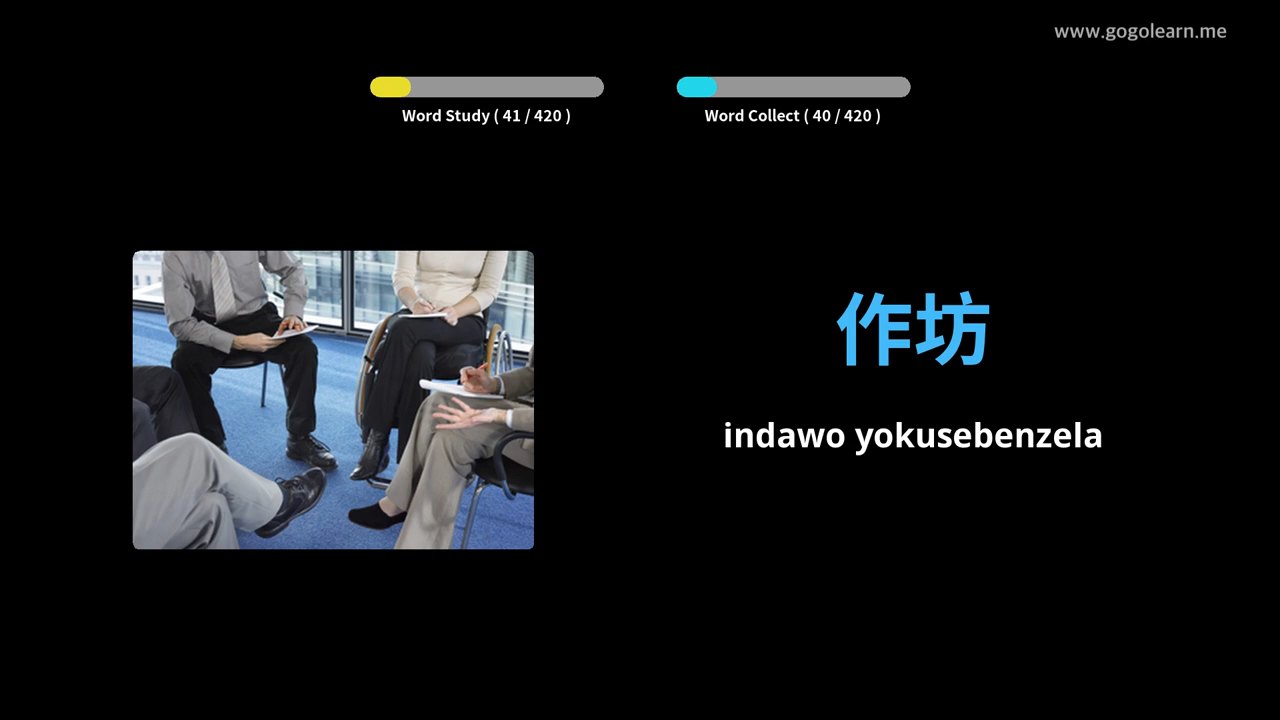 www.gogolearn.me
Word Study ( 41 / 420 )
Word Collect ( 40 / 420 )
作坊
indawo yokusebenzela